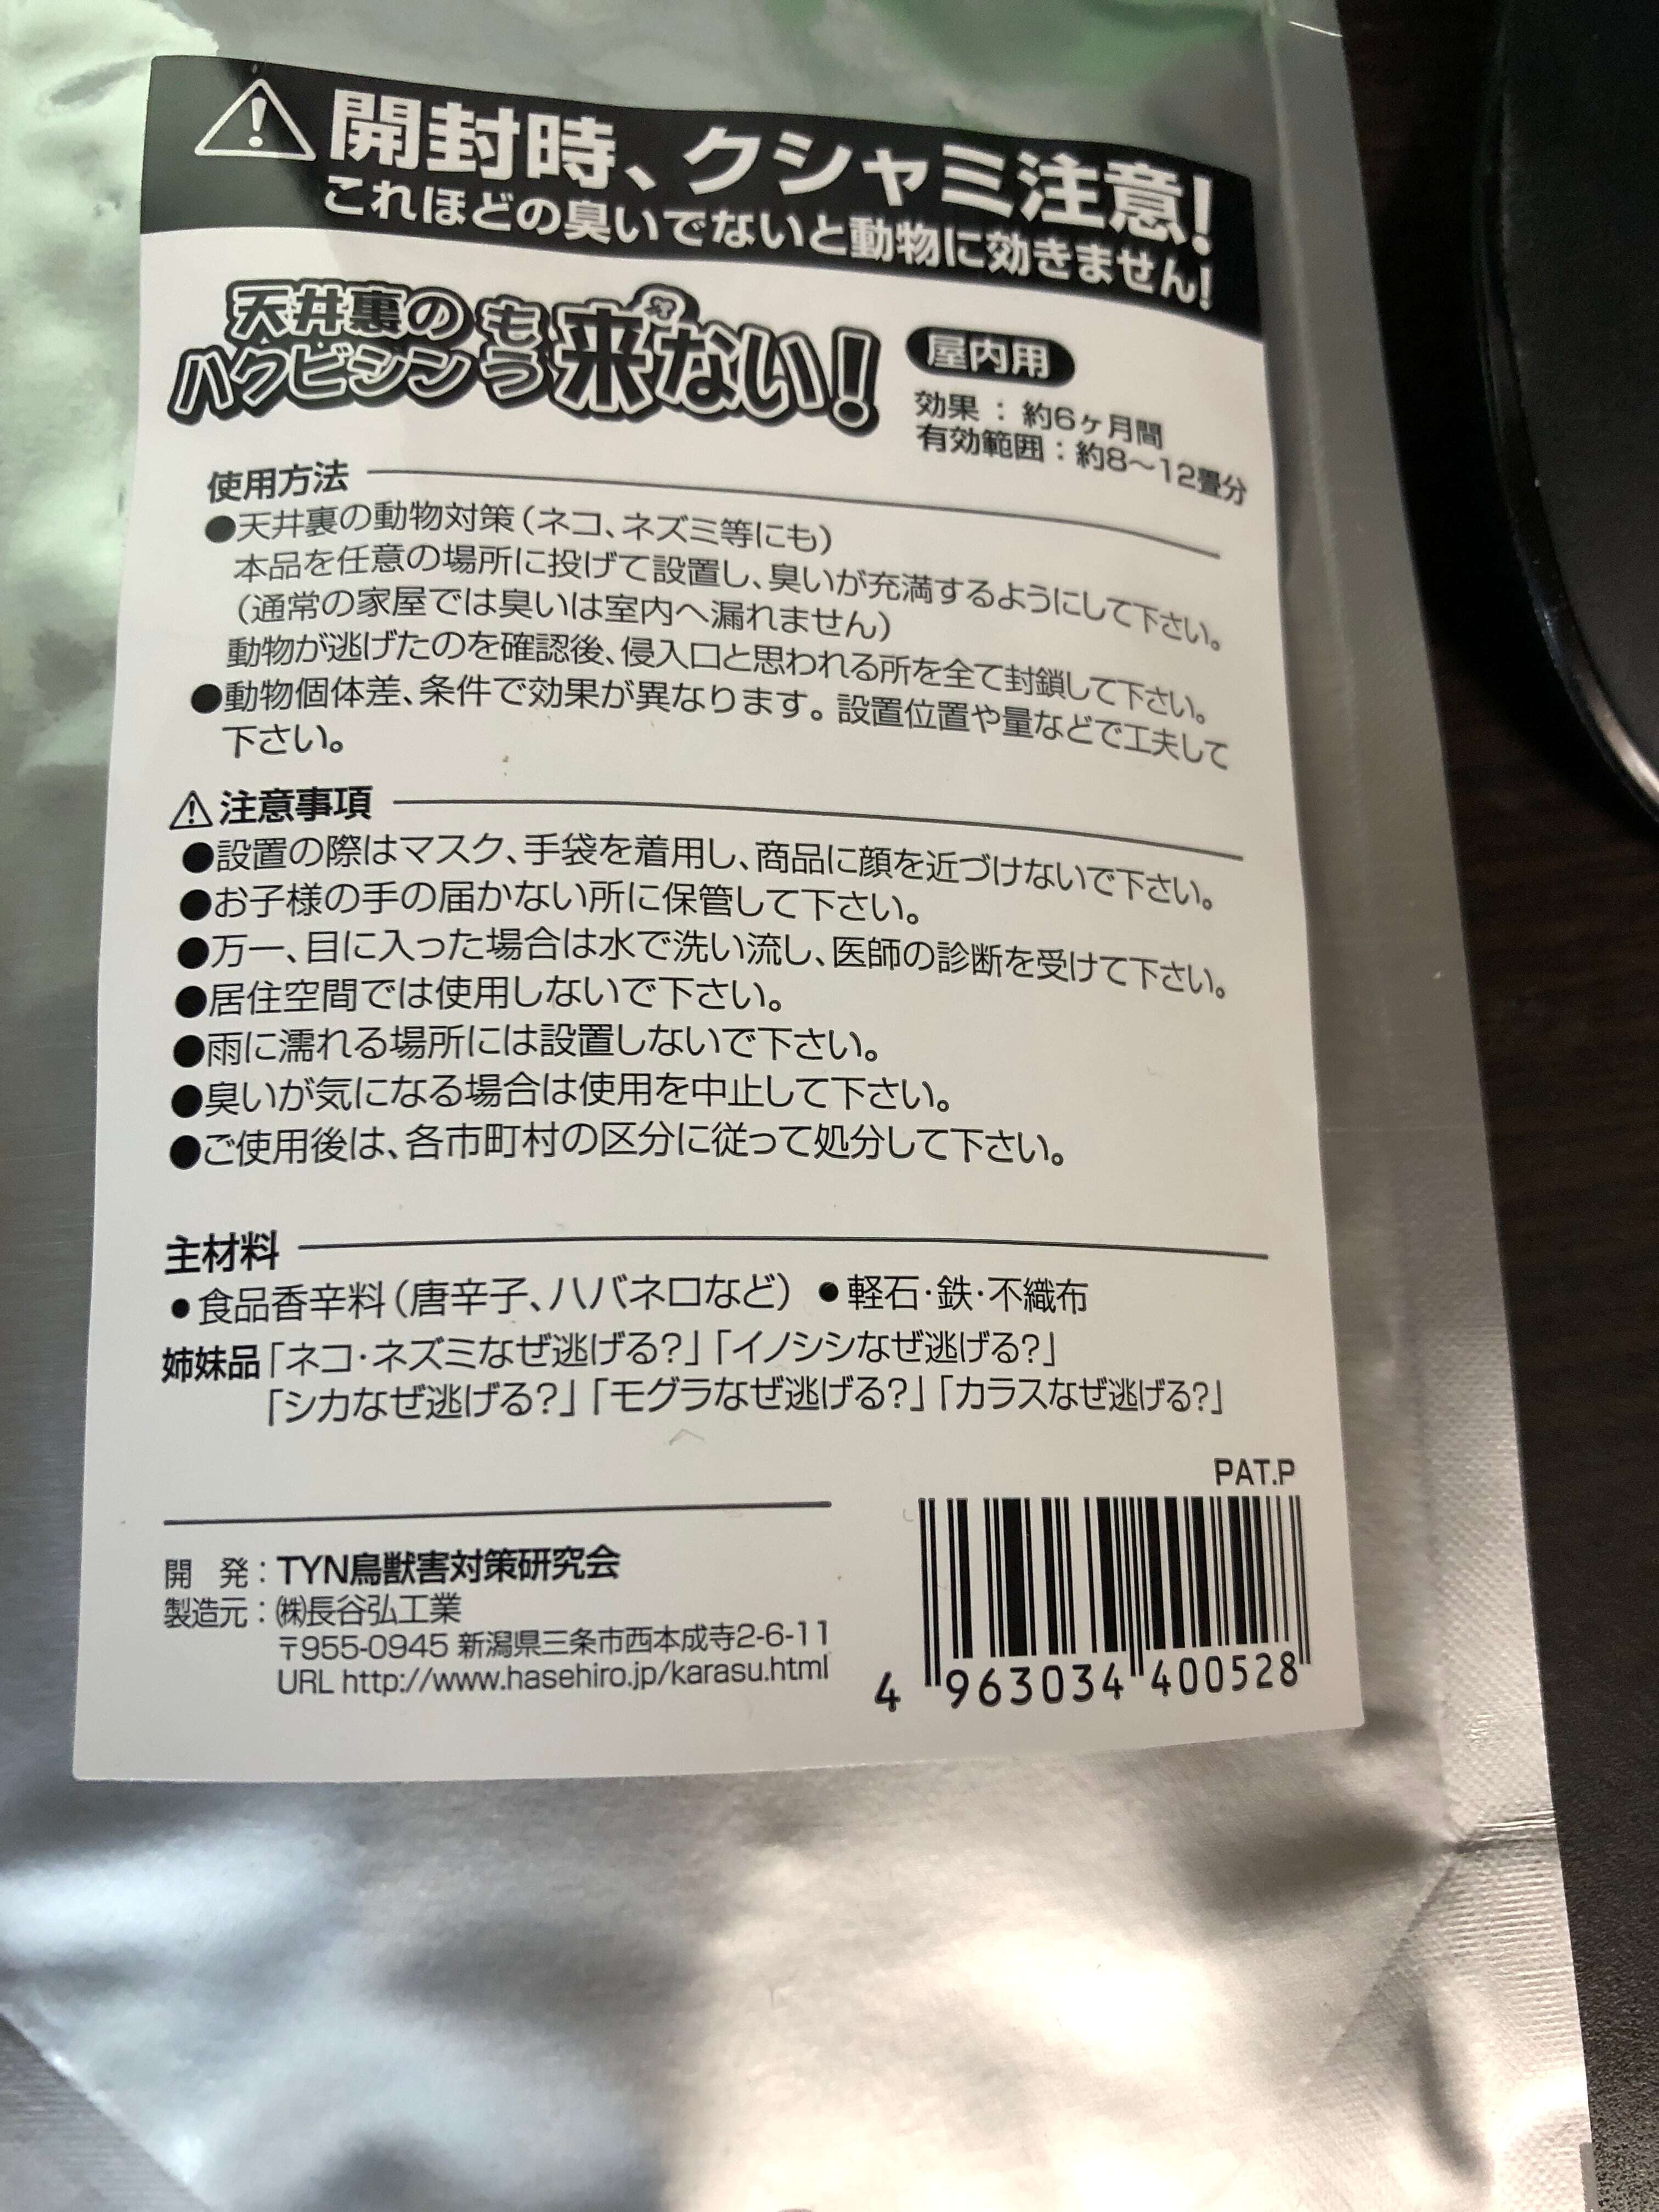 開封時、クシャミ注意!
これほどの臭いでないと動物に効きません!
天井裏の
ハクビシンもう来ない!
屋内用
効果:約6ヶ月間
有効範囲:約8〜12畳分
使用方法
●天井裏の動物対策(ネコ、ネズミ等にも)
本品を任意の場所に投げて設置し、臭いが充満するようにして下さい。
(通常の家屋では臭いは室内へ漏れません)
動物が逃げたのを確認後、侵入口と思われる所を全て封鎖して下さい。
●動物個体差、条件で効果が異なります。設置位置や量などで工夫して
下さい。
注意事項
●設置の際はマスク、手袋を着用し、商品に顔を近づけないで下さい。
●お子様の手の届かない所に保管して下さい。
●万一、目に入った場合は水で洗い流し、医師の診断を受けて下さい。
●居住空間では使用しないで下さい。
●雨に濡れる場所には設置しないで下さい。
●臭いが気になる場合は使用を中止して下さい。
●ご使用後は、各市町村の区分に従って処分して下さい。
主材料
●食品香辛料(唐辛子、ハバネロなど) ●軽石・鉄・不織布
姉妹品「ネコ・ネズミなぜ逃げる?」「イノシシなぜ逃げる?」
「シカなぜ逃げる?」「モグラなぜ逃げる?」「カラスなぜ逃げる?」
PAT.P
開 発:TYN鳥獣害対策研究会
製造元:㈱長谷弘工業
〒955-0945 新潟県三条市西本成寺2-6-11
URL http://www.hasehiro.jp/karasu.html
4 963034 400528